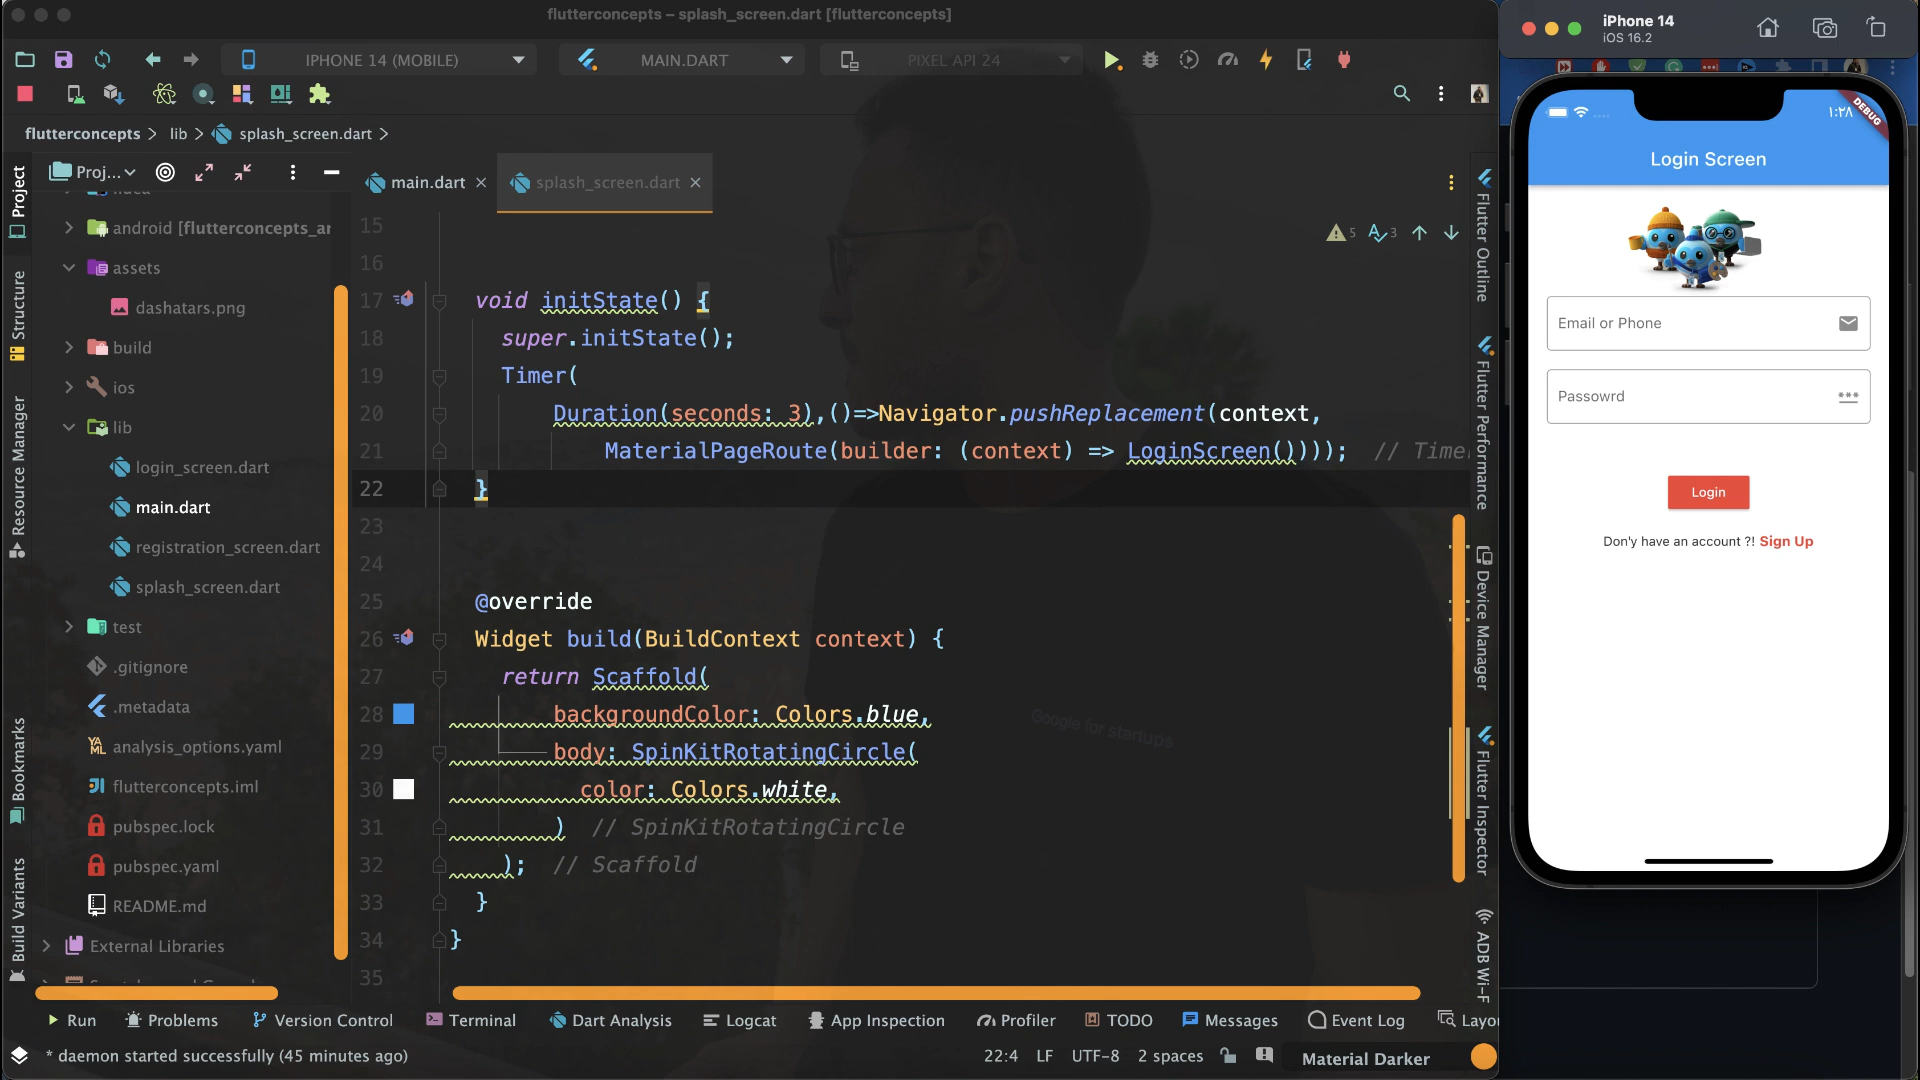 flutterconcepts – splash_screen.dart [flutterconcepts]
IPHONE 14 (MOBILE)
MAIN.DART
PIXEL API 24
flutterconcepts > lib > splash_screen.dart >
Project
Structure
Resource Manager
Bookmarks
Build Variants
Proj...
android [flutterconcepts_ar
assets
dashatars.png
build
ios
lib
login_screen.dart
main.dart
registration_screen.dart
splash_screen.dart
test
.gitignore
.metadata
analysis_options.yaml
flutterconcepts.iml
pubspec.lock
pubspec.yaml
README.md
External Libraries
main.dart
splash_screen.dart
5 3
15
16
17 void initState() {
18 super.initState();
19 Timer(
20 Duration(seconds: 3),()=>Navigator.pushReplacement(context,
21 MaterialPageRoute(builder: (context) => LoginScreen()))); // Timer
22 }
23
24
25 @override
26 Widget build(BuildContext context) {
27 return Scaffold(
28 backgroundColor: Colors.blue,
29 body: SpinKitRotatingCircle(
30 color: Colors.white,
31 ) // SpinKitRotatingCircle
32 ); // Scaffold
33 }
34 }
35
Google for startups
Flutter Outline
Flutter Performance
Device Manager
Flutter Inspector
ADB Wi-F
Run
Problems
Version Control
Terminal
Dart Analysis
Logcat
App Inspection
Profiler
TODO
Messages
Event Log
Layou
* daemon started successfully (45 minutes ago)
22:4 LF UTF-8 2 spaces
Material Darker
iPhone 14
iOS 16.2
١:٢٨
DEBUG
Login Screen
Email or Phone
Passowrd
Login
Don'y have an account ?! Sign Up